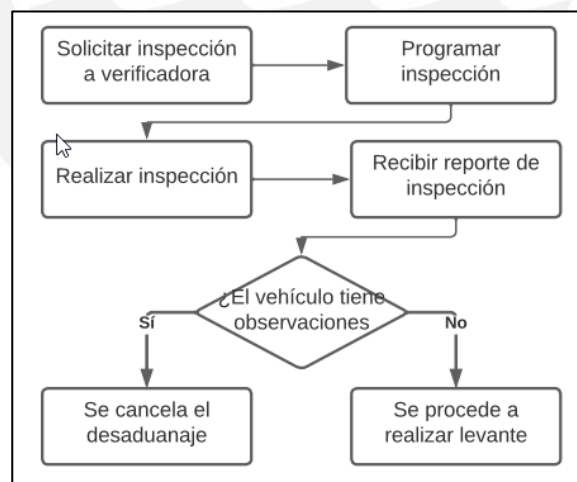 Solicitar inspección
a verificadora
Programar
inspección
Realizar inspección
Recibir reporte de
inspección
¿El vehículo tiene
observaciones
Sí
No
Se cancela el
desaduanaje
Se procede a
realizar levante